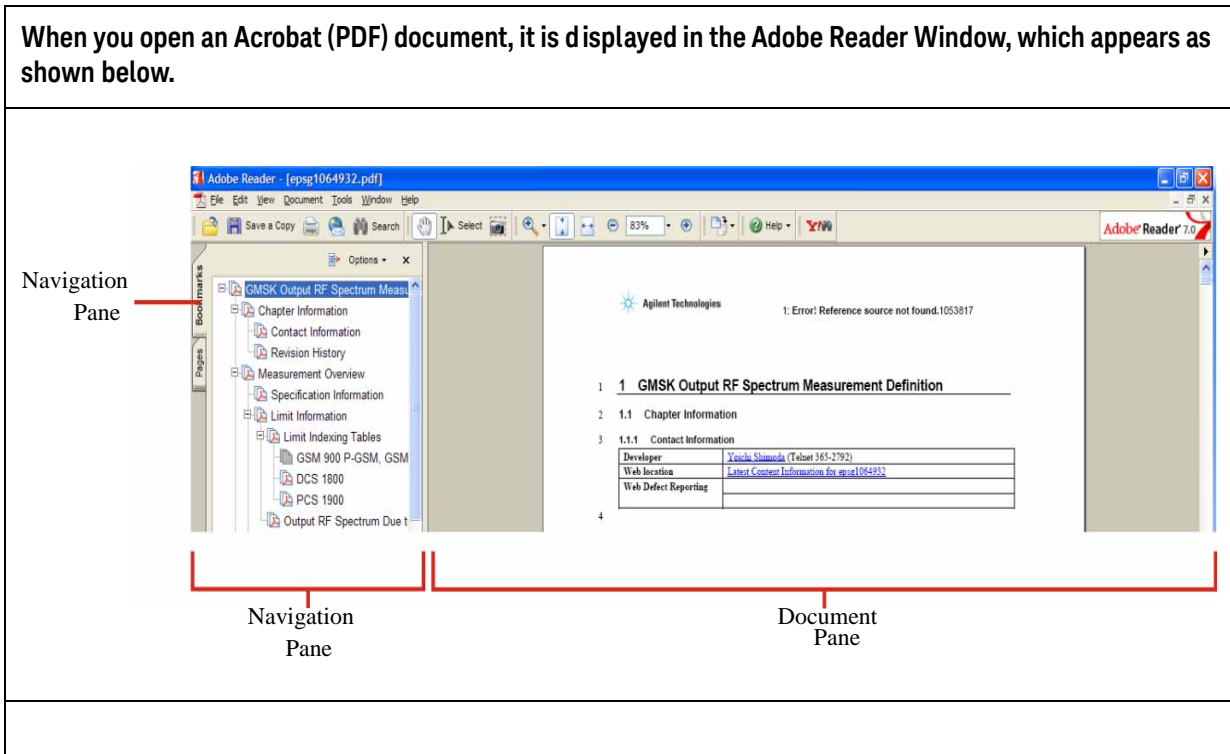 When you open an Acrobat (PDF) document, it is displayed in the Adobe Reader Window, which appears as
shown below.
Adobe Reader - [epsg1064932.pdf]
File Edit View Document Tools Window Help
Save a Copy Search Select 83% Help Y! Adobe Reader 7.0
Options x
Bookmarks
Pages
Navigation
Pane
GMSK Output RF Spectrum Measu
Chapter Information
Contact Information
Revision History
Measurement Overview
Specification Information
Limit Information
Limit Indexing Tables
GSM 900 P-GSM, GSM
DCS 1800
PCS 1900
Output RF Spectrum Due t
Agilent Technologies 1: Error! Reference source not found.1053817
1 1 GMSK Output RF Spectrum Measurement Definition
2 1.1 Chapter Information
3 1.1.1 Contact Information
Developer Yoichi Shimoda (Telnet 365-2792)
Web location Latest Content Information for epsg1064932
Web Defect Reporting
4
Navigation
Pane
Document
Pane